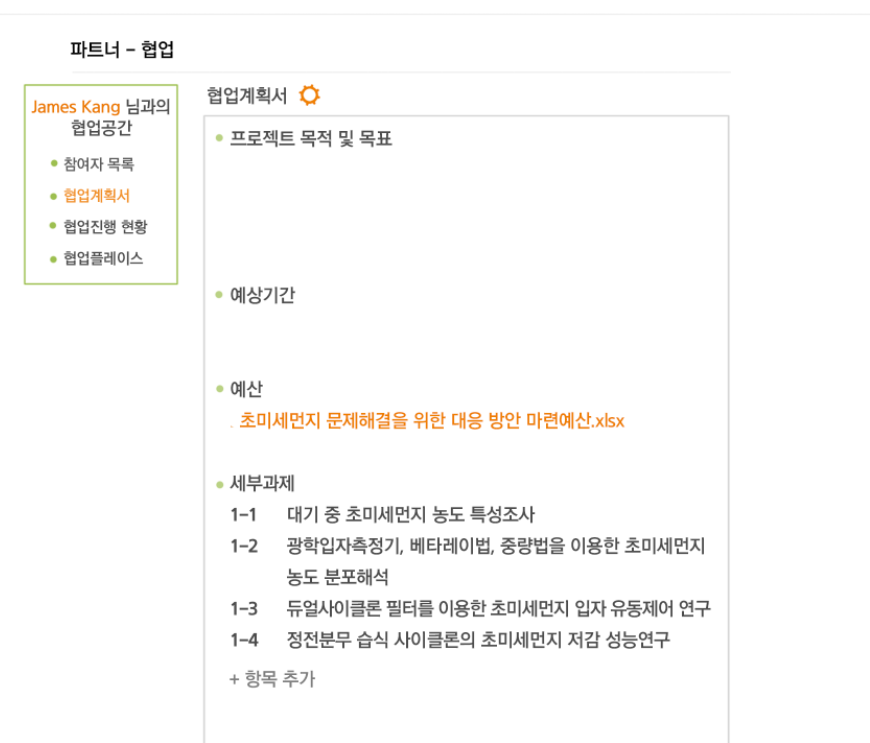 파트너 – 협업
James Kang 님과의
협업공간
• 참여자 목록
• 협업계획서
• 협업진행 현황
• 협업플레이스
협업계획서
• 프로젝트 목적 및 목표
• 예상기간
• 예산
. 초미세먼지 문제해결을 위한 대응 방안 마련예산.xlsx
• 세부과제
1–1 대기 중 초미세먼지 농도 특성조사
1–2 광학입자측정기, 베타레이법, 중량법을 이용한 초미세먼지
농도 분포해석
1–3 듀얼사이클론 필터를 이용한 초미세먼지 입자 유동제어 연구
1–4 정전분무 습식 사이클론의 초미세먼지 저감 성능연구
+ 항목 추가